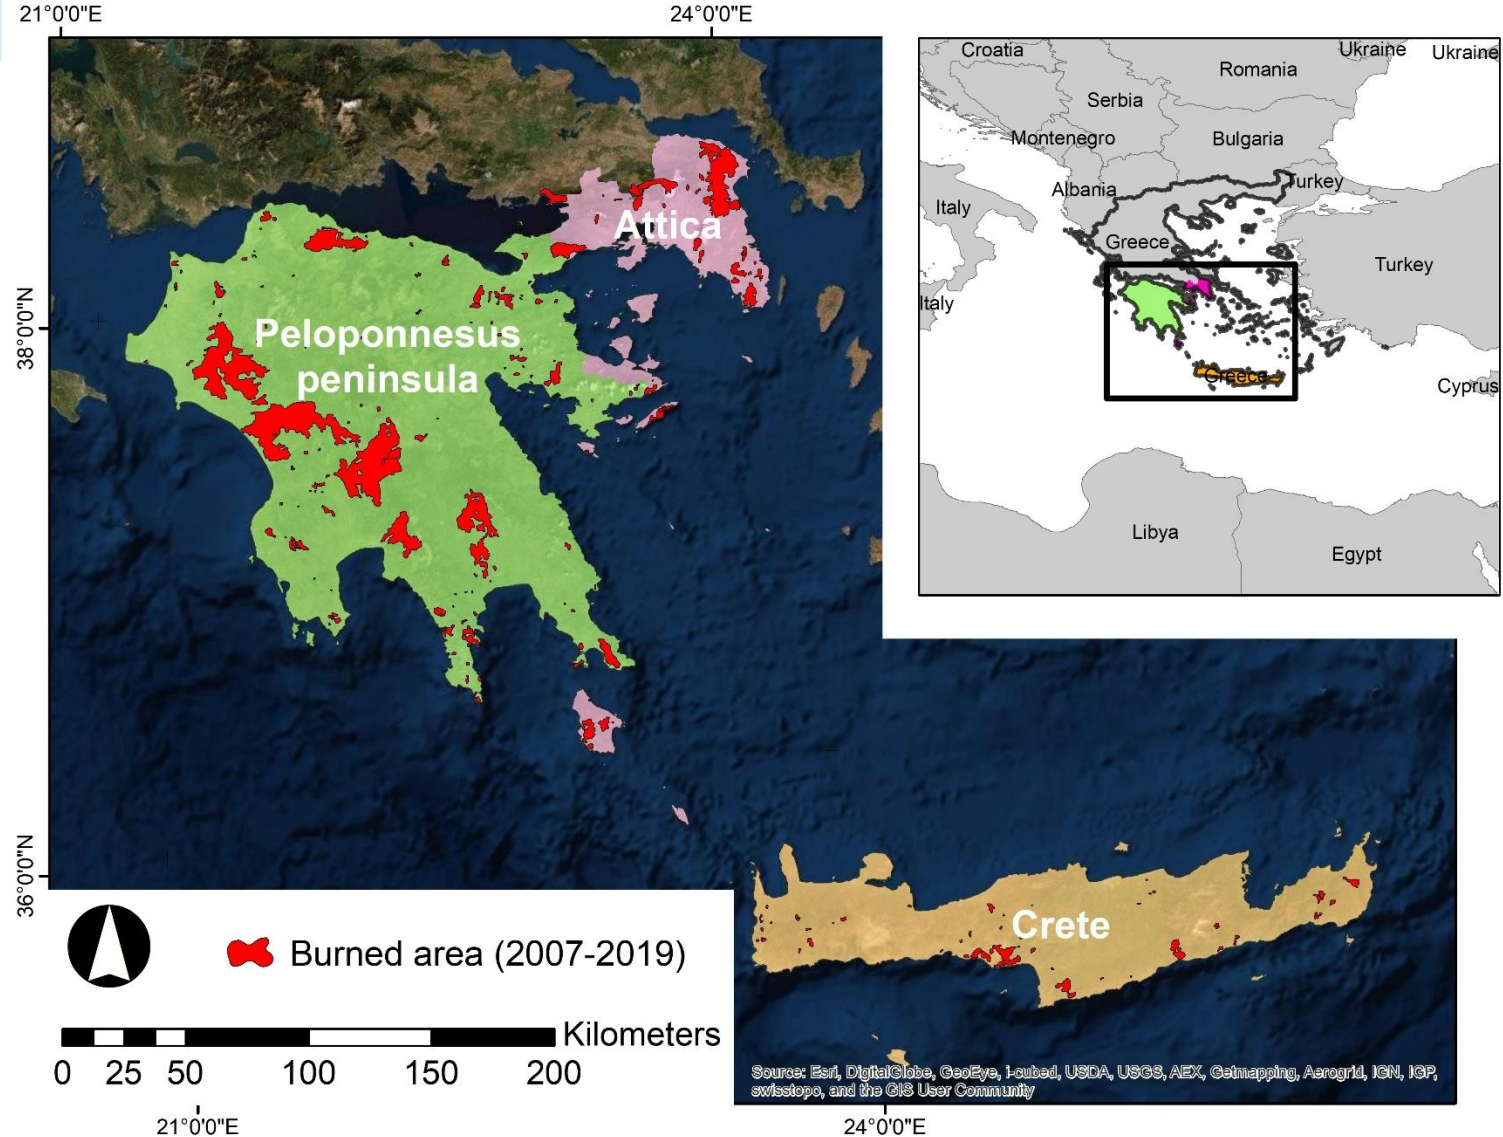 21°0'0"E
24°0'0"E
38°0'0"N
36°0'0"N
Attica
Peloponnesus
peninsula
Croatia
Ukraine
Ukraine
Romania
Serbia
Montenegro
Bulgaria
Albania
Turkey
Italy
Greece
Turkey
Italy
Greece
Cyprus
Libya
Egypt
Crete
Burned area (2007-2019)
Kilometers
0 25 50 100 150 200
Source: Esri, DigitalGlobe, GeoEye, i-cubed, USDA, USGS, AEX, Getmapping, Aerogrid, IGN, IGP,
swisstopo, and the GIS User Community
21°0'0"E
24°0'0"E